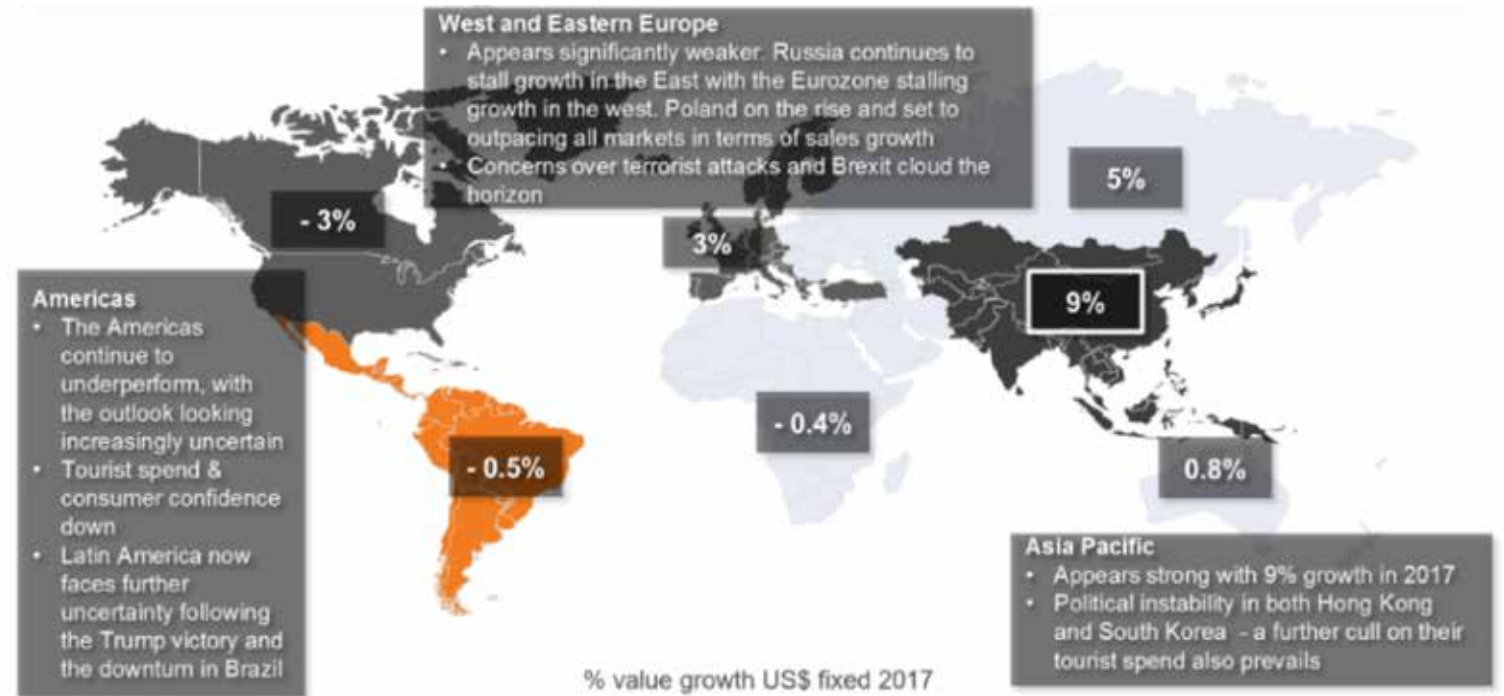 West and Eastern Europe
• Appears significantly weaker. Russia continues to
stall growth in the East with the Eurozone stalling
growth in the west. Poland on the rise and set to
outpacing all markets in terms of sales growth
• Concerns over terrorist attacks and Brexit cloud the
horizon
5%
- 3%
3%
9%
Americas
• The Americas
continue to
underperform, with
the outlook looking
increasingly uncertain
• Tourist spend &
consumer confidence
down
• Latin America now
faces further
uncertainty following
the Trump victory and
the downturn in Brazil
- 0.4%
- 0.5%
0.8%
Asia Pacific
• Appears strong with 9% growth in 2017
• Political instability in both Hong Kong
and South Korea - a further cull on their
tourist spend also prevails
% value growth US$ fixed 2017